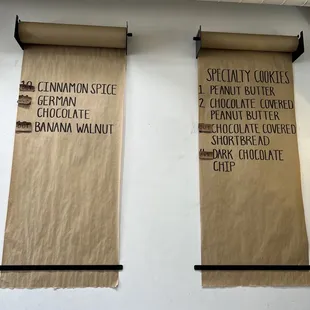 CINNAMON SPICE
GERMAN
CHOCOLATE
BANANA WALNUT
SPECIALTY COOKIES
1. PEANUT BUTTER
2 CHOCOLATE COVERED
PEANUT BUTTER
CHOCOLATE COVERED
SHORTBREAD
DARK CHOCOLATE
CHIP